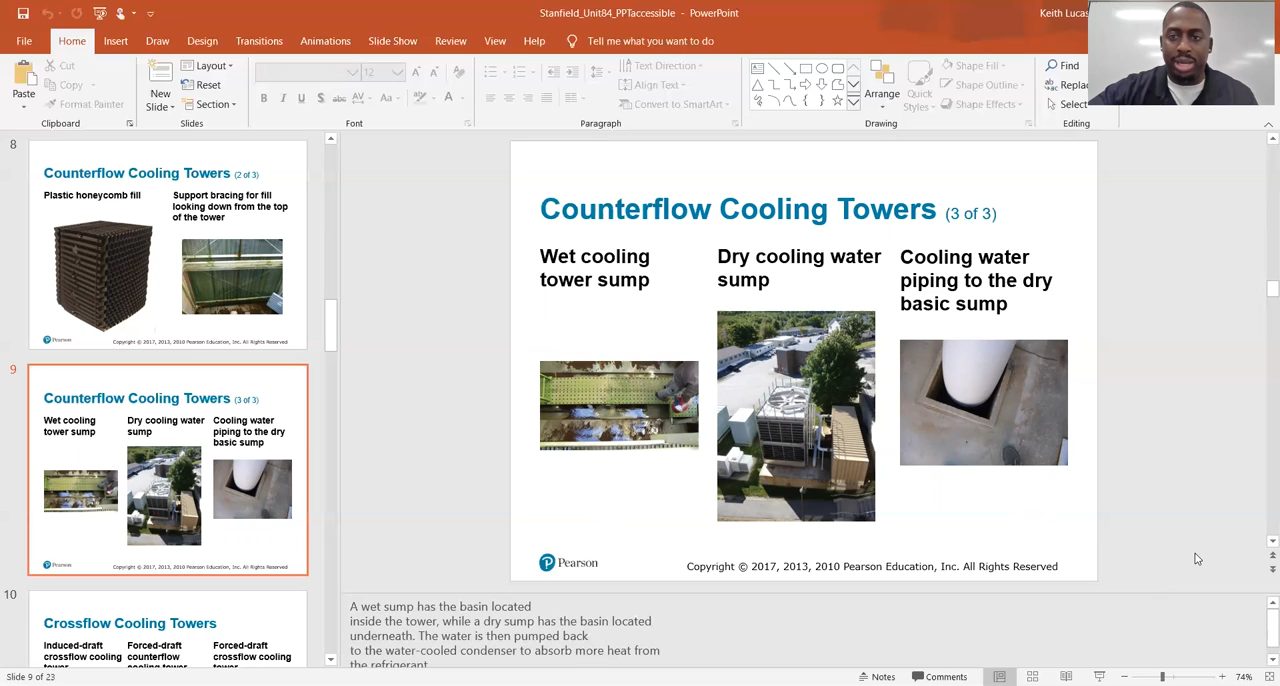 Stanfield_Unit84_PPTaccessible - PowerPoint
Keith Lucas
File Home Insert Draw Design Transitions Animations Slide Show Review View Help Tell me what you want to do
Paste
Cut
Copy
Format Painter
Clipboard
New
Slide
Layout
Reset
Section
Slides
12
B I U S abc AV Aa A
Font
Text Direction
Align Text
Convert to SmartArt
Paragraph
Arrange
Quick
Styles
Shape Fill
Shape Outline
Shape Effects
Drawing
Find
Replac
Select
Editing
8
Counterflow Cooling Towers (2 of 3)
Plastic honeycomb fill
Support bracing for fill
looking down from the top
of the tower
Pearson
Copyright © 2017, 2013, 2010 Pearson Education, Inc. All Rights Reserved
9
Counterflow Cooling Towers (3 of 3)
Wet cooling
tower sump
Dry cooling water
sump
Cooling water
piping to the dry
basic sump
Pearson
Copyright © 2017, 2013, 2010 Pearson Education, Inc. All Rights Reserved
10
Crossflow Cooling Towers
Induced-draft
crossflow cooling
tower
Forced-draft
counterflow
cooling tower
Forced-draft
crossflow cooling
tower
Counterflow Cooling Towers (3 of 3)
Wet cooling
tower sump
Dry cooling water
sump
Cooling water
piping to the dry
basic sump
Pearson
Copyright © 2017, 2013, 2010 Pearson Education, Inc. All Rights Reserved
A wet sump has the basin located
inside the tower, while a dry sump has the basin located
underneath. The water is then pumped back
to the water-cooled condenser to absorb more heat from
the refrigerant
Slide 9 of 23
Notes
Comments
74%